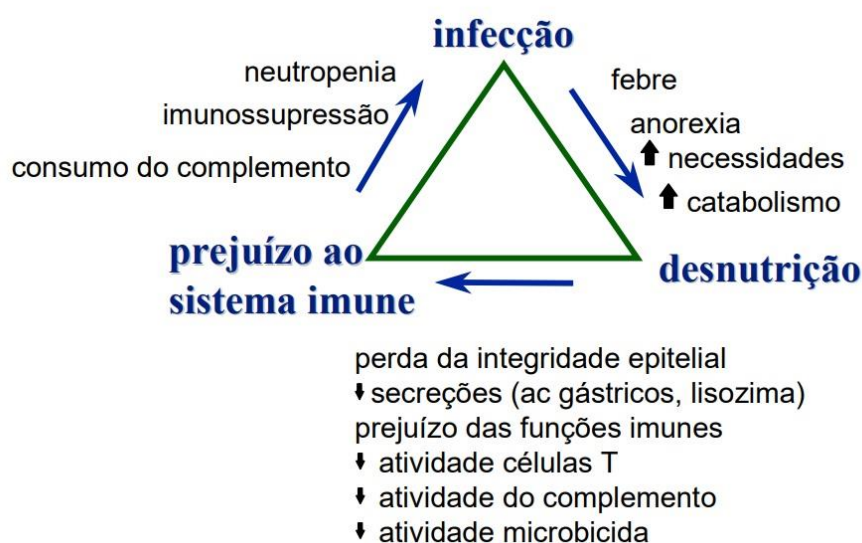 infecção
neutropenia
imunossupressão
consumo do complemento
febre
anorexia
⬆ necessidades
⬆ catabolismo
prejuízo ao
sistema imune
desnutrição
perda da integridade epitelial
⬇ secreções (ac gástricos, lisozima)
prejuízo das funções imunes
⬇ atividade células T
⬇ atividade do complemento
⬇ atividade microbicida